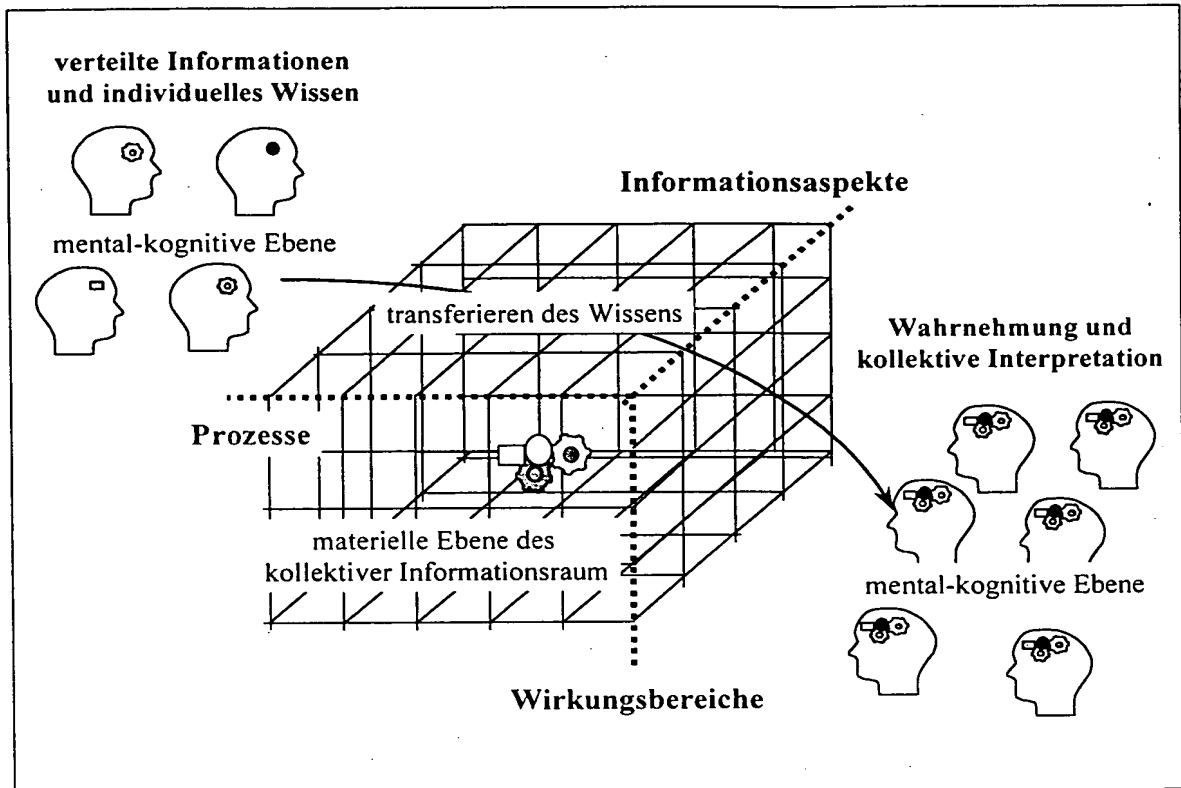 verteilte Informationen
und individuelles Wissen
mental-kognitive Ebene
Informationsaspekte
transferieren des Wissens
Wahrnehmung und
kollektive Interpretation
Prozesse
materielle Ebene des
kollektiver Informationsraum
mental-kognitive Ebene
Wirkungsbereiche